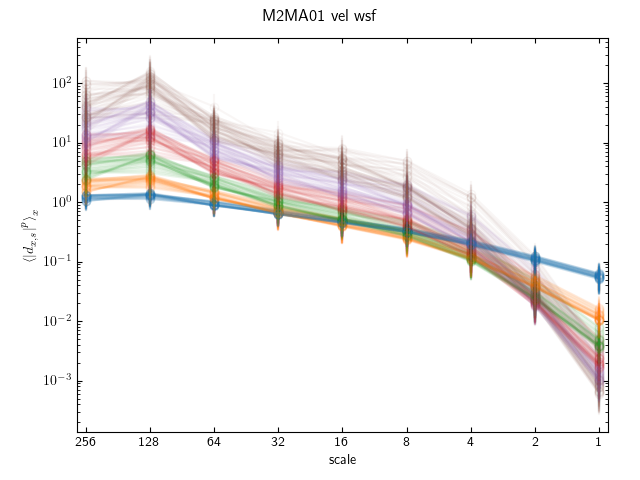 M2MA01 vel wsf
⟨|d_{x,s}|^p⟩_x
10^2
10^1
10^0
10^{-1}
10^{-2}
10^{-3}
256 128 64 32 16 8 4 2 1
scale